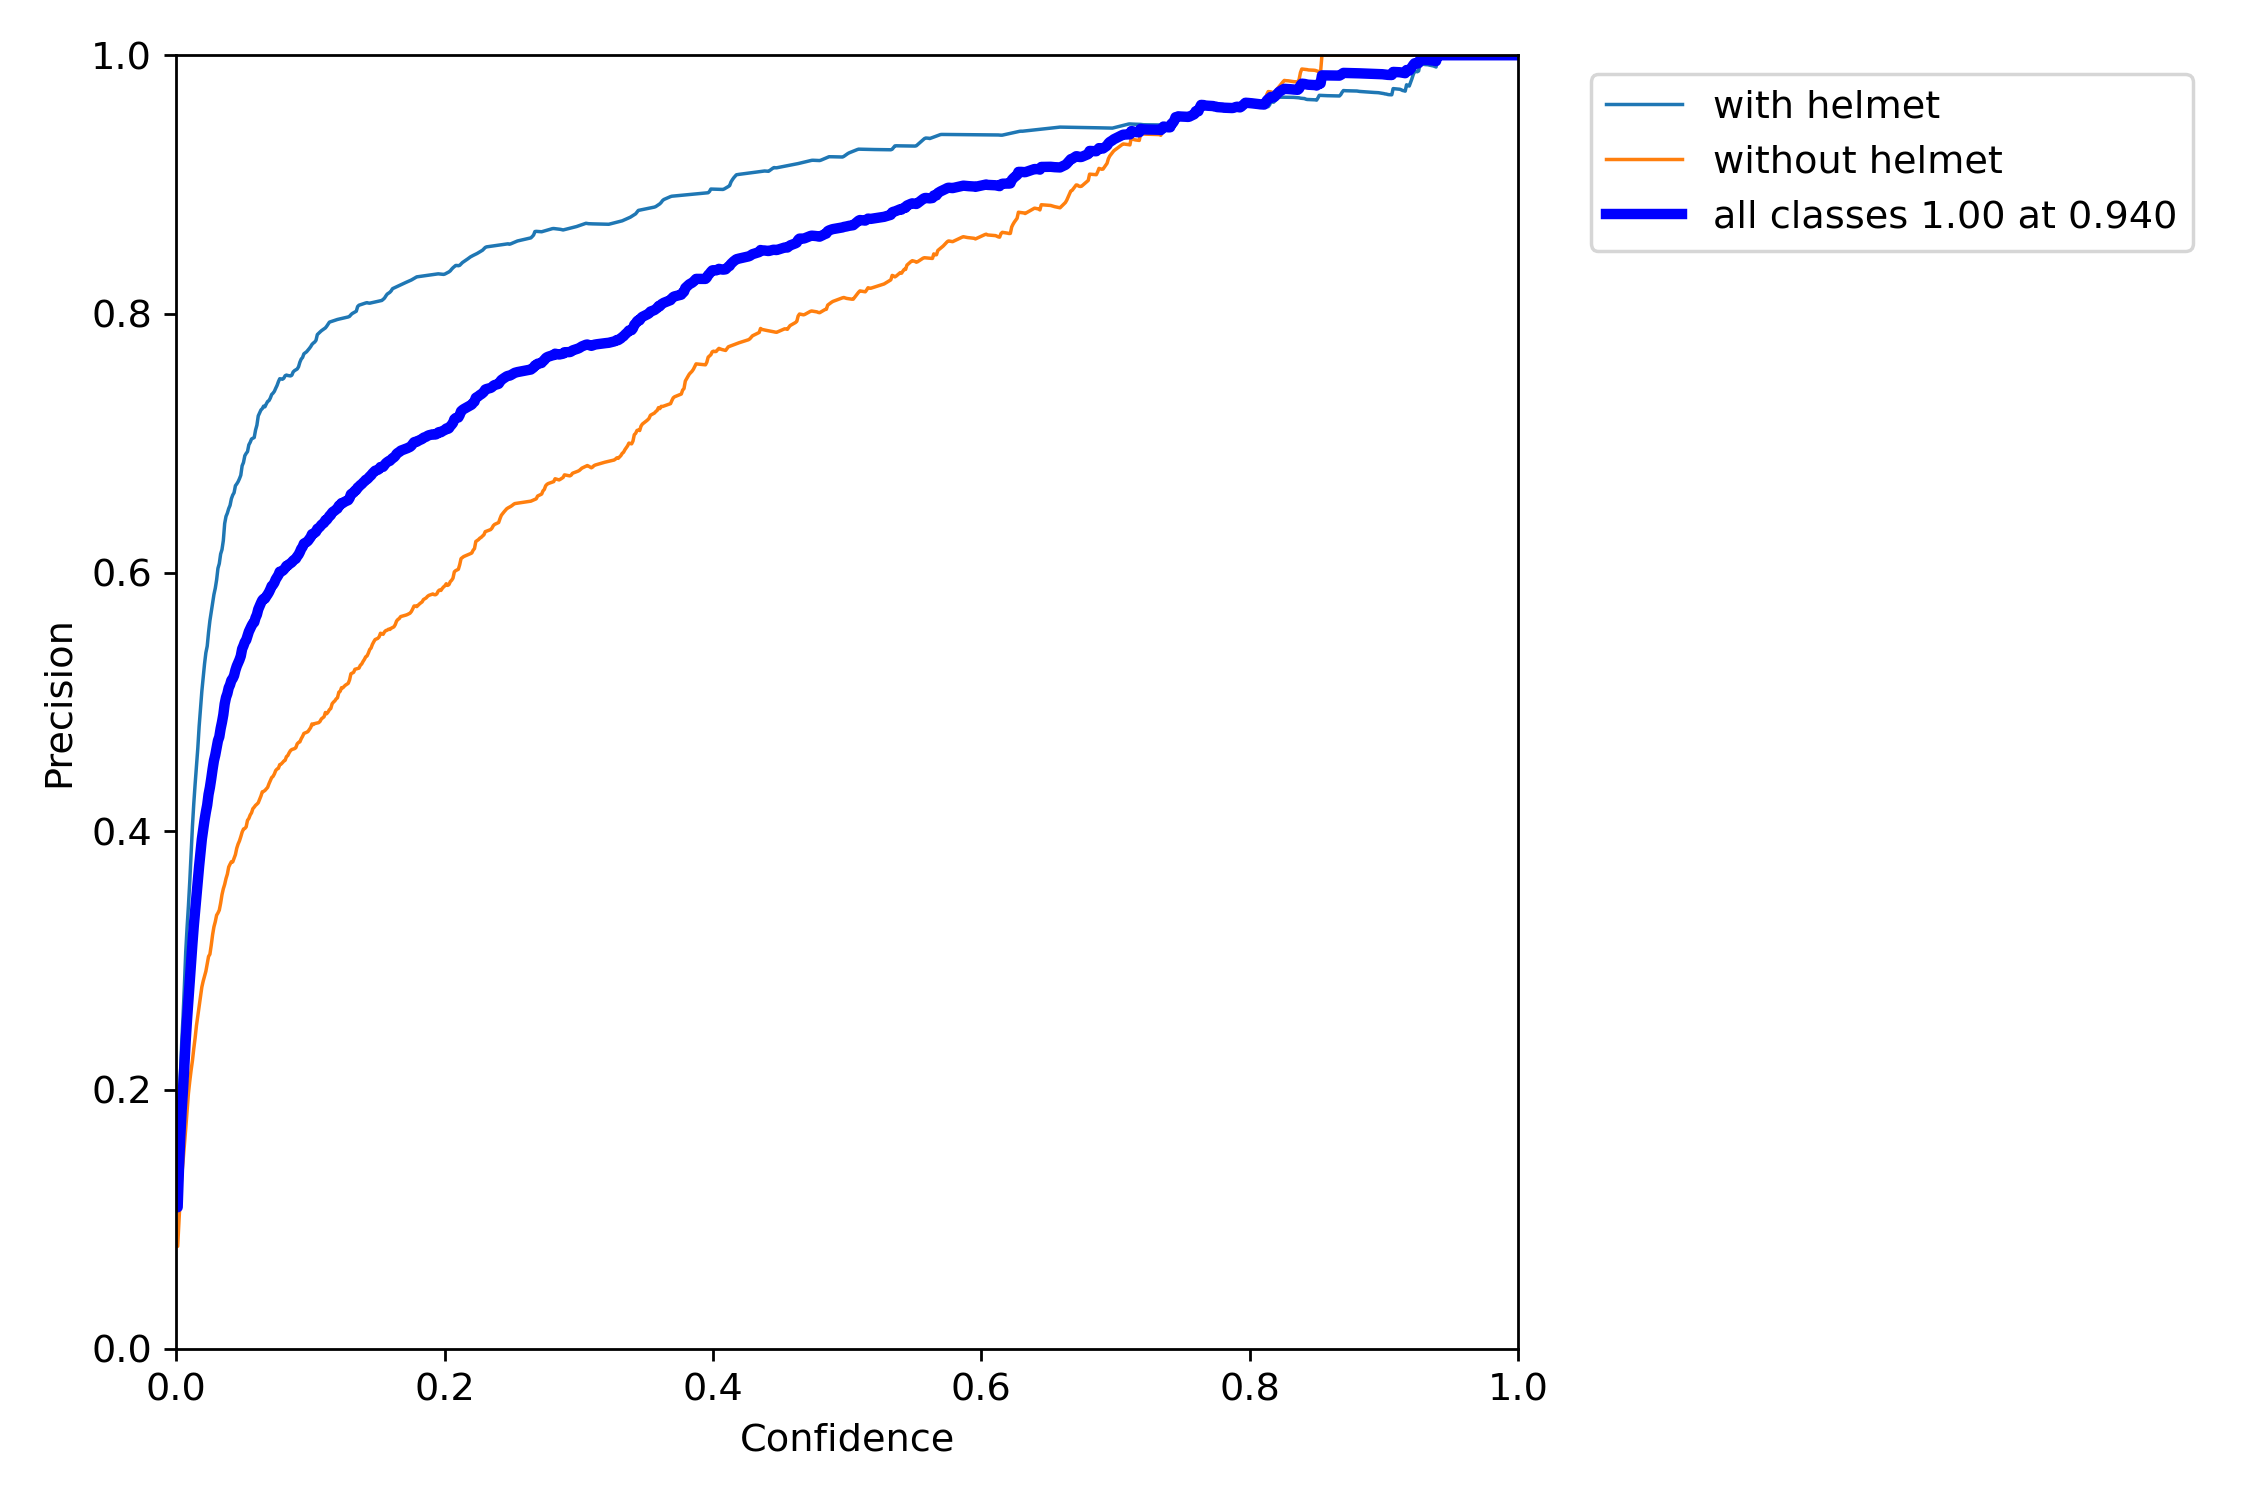 1.0
0.8
0.6
0.4
0.2
0.0
Precision
0.0 0.2 0.4 0.6 0.8 1.0
Confidence
with helmet
without helmet
all classes 1.00 at 0.940